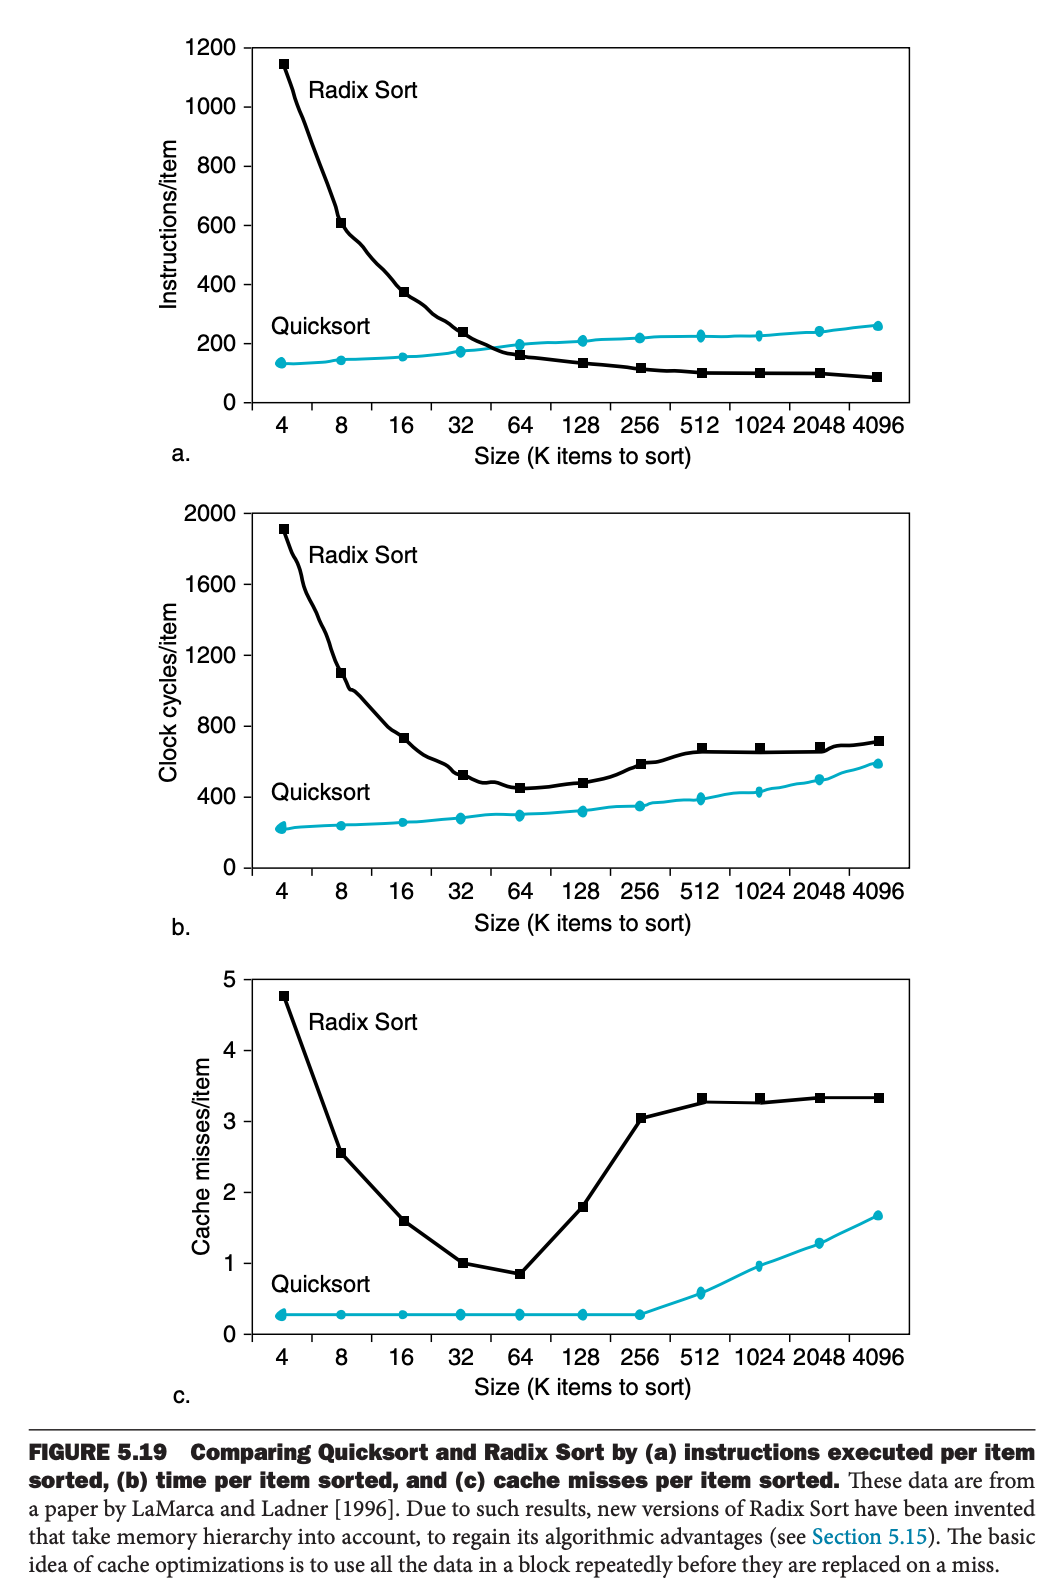 1200
1000
800
600
400
200
0
Instructions/item
Radix Sort
Quicksort
4 8 16 32 64 128 256 512 1024 2048 4096
Size (K items to sort)
a.
2000
1600
1200
800
400
0
Clock cycles/item
Radix Sort
Quicksort
4 8 16 32 64 128 256 512 1024 2048 4096
Size (K items to sort)
b.
5
4
3
2
1
0
Cache misses/item
Radix Sort
Quicksort
4 8 16 32 64 128 256 512 1024 2048 4096
Size (K items to sort)
c.
FIGURE 5.19 Comparing Quicksort and Radix Sort by (a) instructions executed per item
sorted, (b) time per item sorted, and (c) cache misses per item sorted. These data are from
a paper by LaMarca and Ladner [1996]. Due to such results, new versions of Radix Sort have been invented
that take memory hierarchy into account, to regain its algorithmic advantages (see Section 5.15). The basic
idea of cache optimizations is to use all the data in a block repeatedly before they are replaced on a miss.